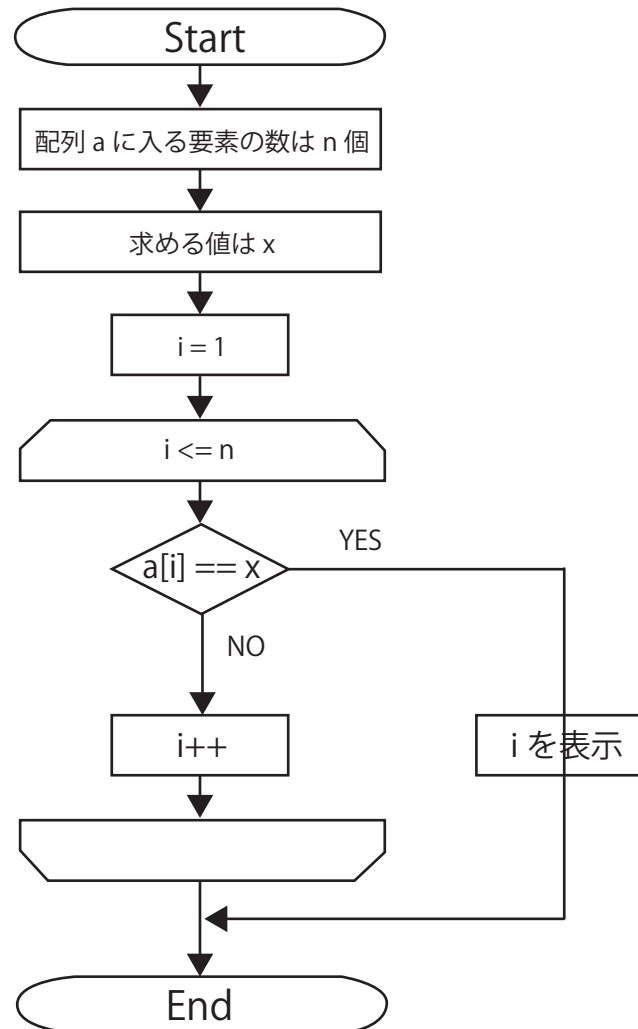 Start
配列 a に入る要素の数は n 個
求める値は x
i = 1
i <= n
a[i] == x
YES
NO
i++
i を表示
End